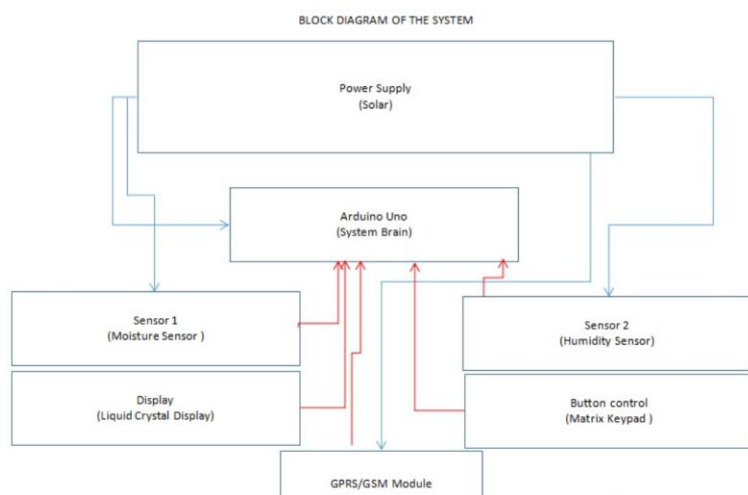 BLOCK DIAGRAM OF THE SYSTEM
Power Supply
(Solar)
Arduino Uno
(System Brain)
Sensor 1
(Moisture Sensor )
Sensor 2
(Humidity Sensor)
Display
(Liquid Crystal Display)
Button control
(Matrix Keypad )
GPRS/GSM Module